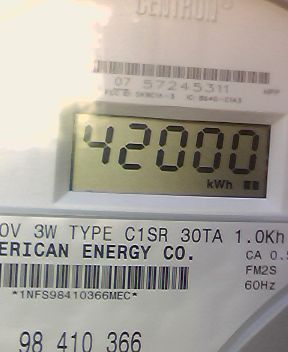 CENTRON®
07 57245311
42000
kWh
0V 3W TYPE C1SR 30TA 1.0Kh
ERICAN ENERGY CO.
CA 0.5
FM2S
60Hz
*1NFS98410366MEC*
98 410 366